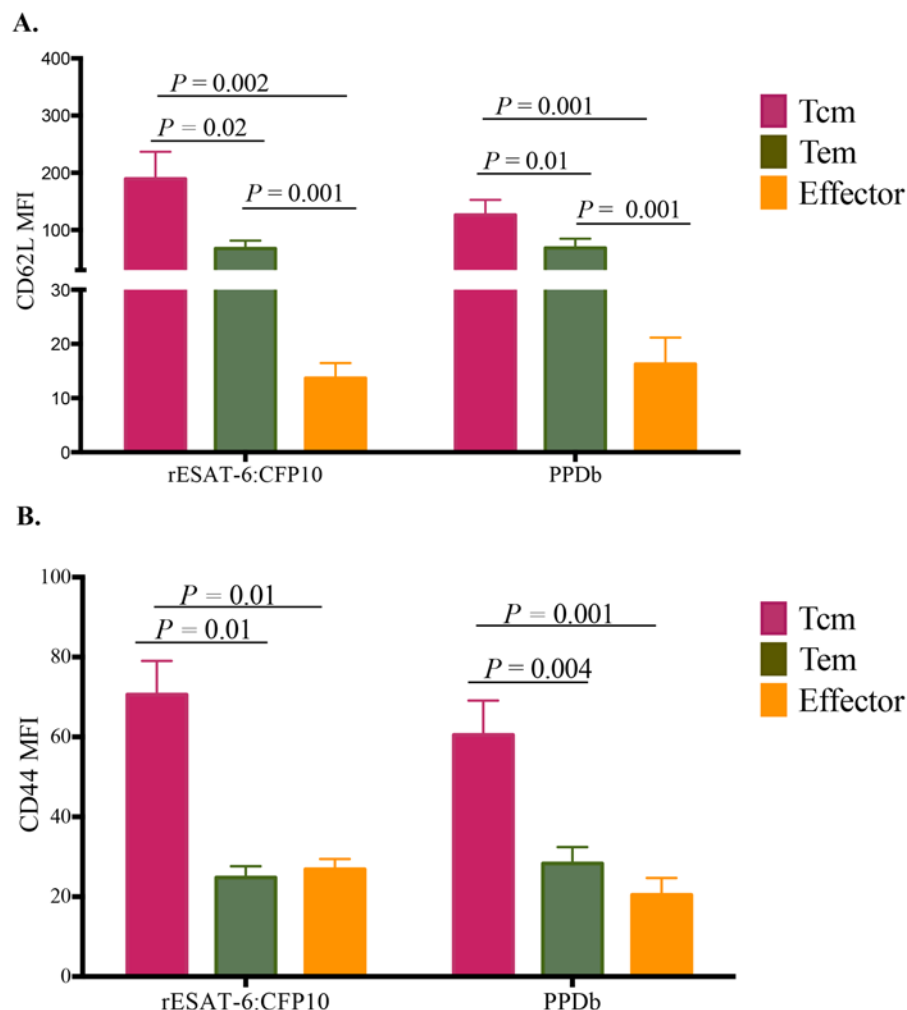 A.
400
300
200
100
30
20
10
0
CD62L MFI
P = 0.002
P = 0.02
P = 0.001
P = 0.001
P = 0.01
P = 0.001
rESAT-6:CFP10
PPDb
Tcm
Tem
Effector
B.
100
80
60
40
20
0
CD44 MFI
P = 0.01
P = 0.01
P = 0.001
P = 0.004
rESAT-6:CFP10
PPDb
Tcm
Tem
Effector